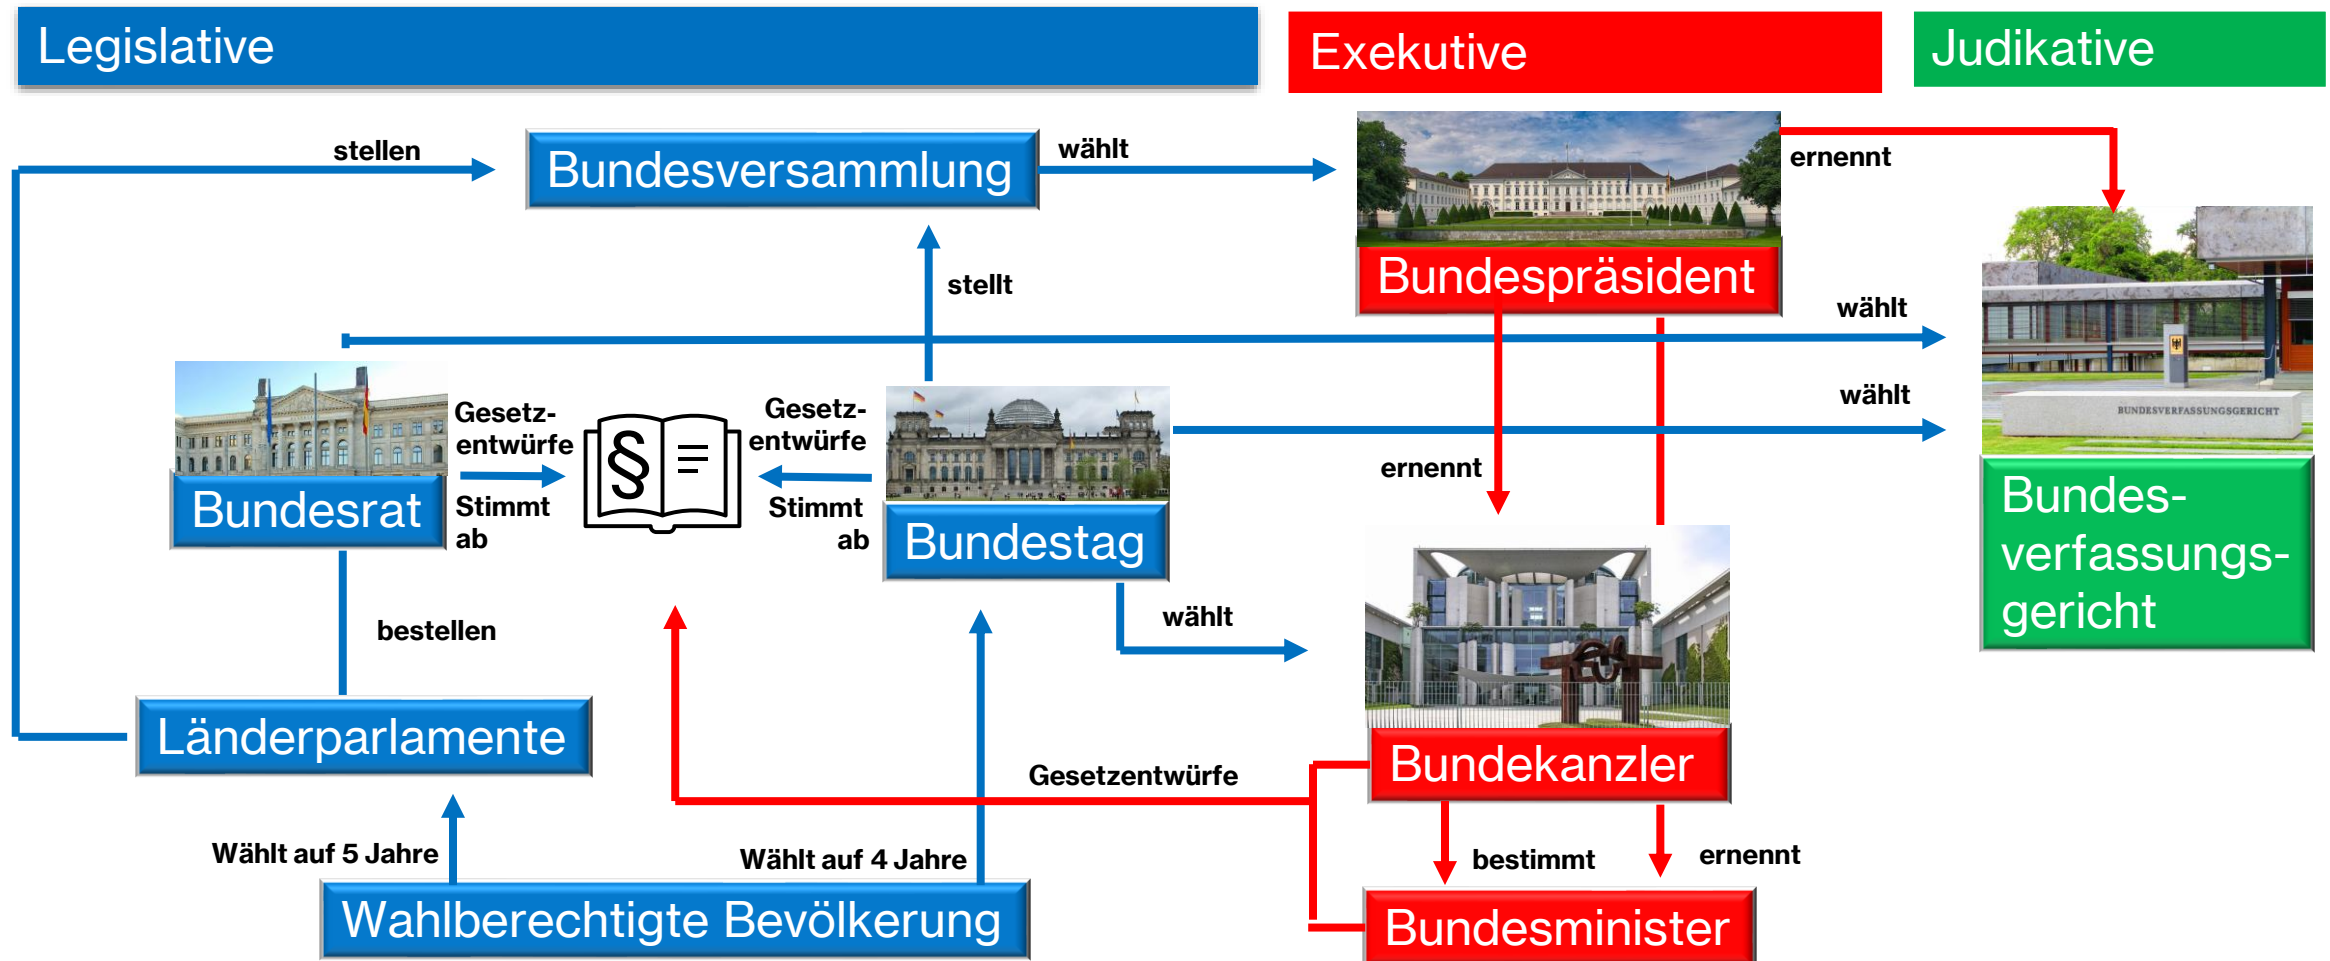 Legislative
Exekutive
Judikative
stellen
Bundesversammlung
wählt
ernennt
Bundespräsident
stellt
wählt
wählt
Gesetz-
entwürfe
Stimmt
ab
§
Gesetz-
entwürfe
Stimmt
ab
Bundesrat
Bundestag
ernennt
BUNDESVERFASSUNGSGERICHT
Bundes-
verfassungs-
gericht
bestellen
wählt
Länderparlamente
Gesetzentwürfe
Bundekanzler
Wählt auf 5 Jahre
Wählt auf 4 Jahre
bestimmt
ernennt
Wahlberechtigte Bevölkerung
Bundesminister